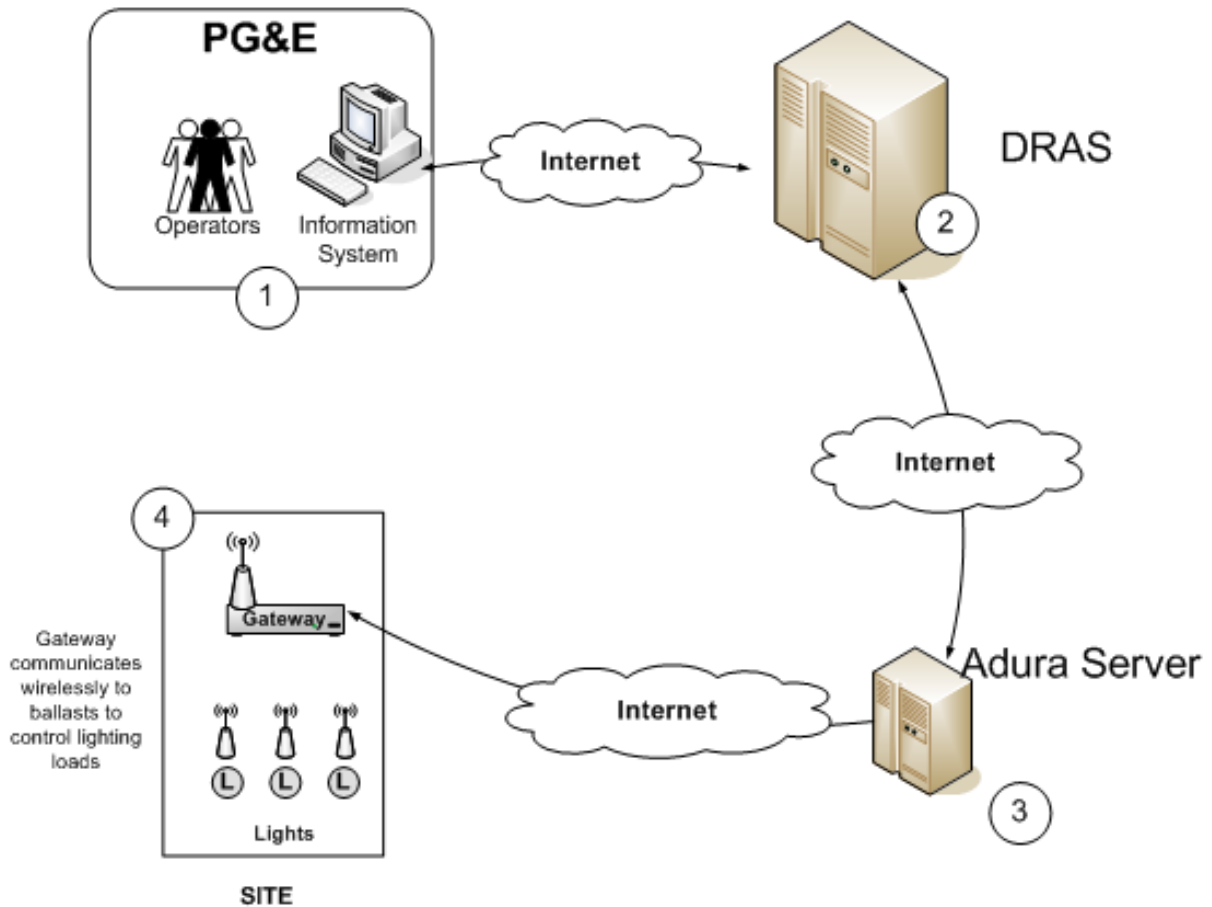 PG&E
Operators
Information
System
1
Internet
DRAS
2
Internet
4
Gateway
Gateway
communicates
wirelessly to
ballasts to
control lighting
loads
L L L
Lights
SITE
Internet
Adura Server
3